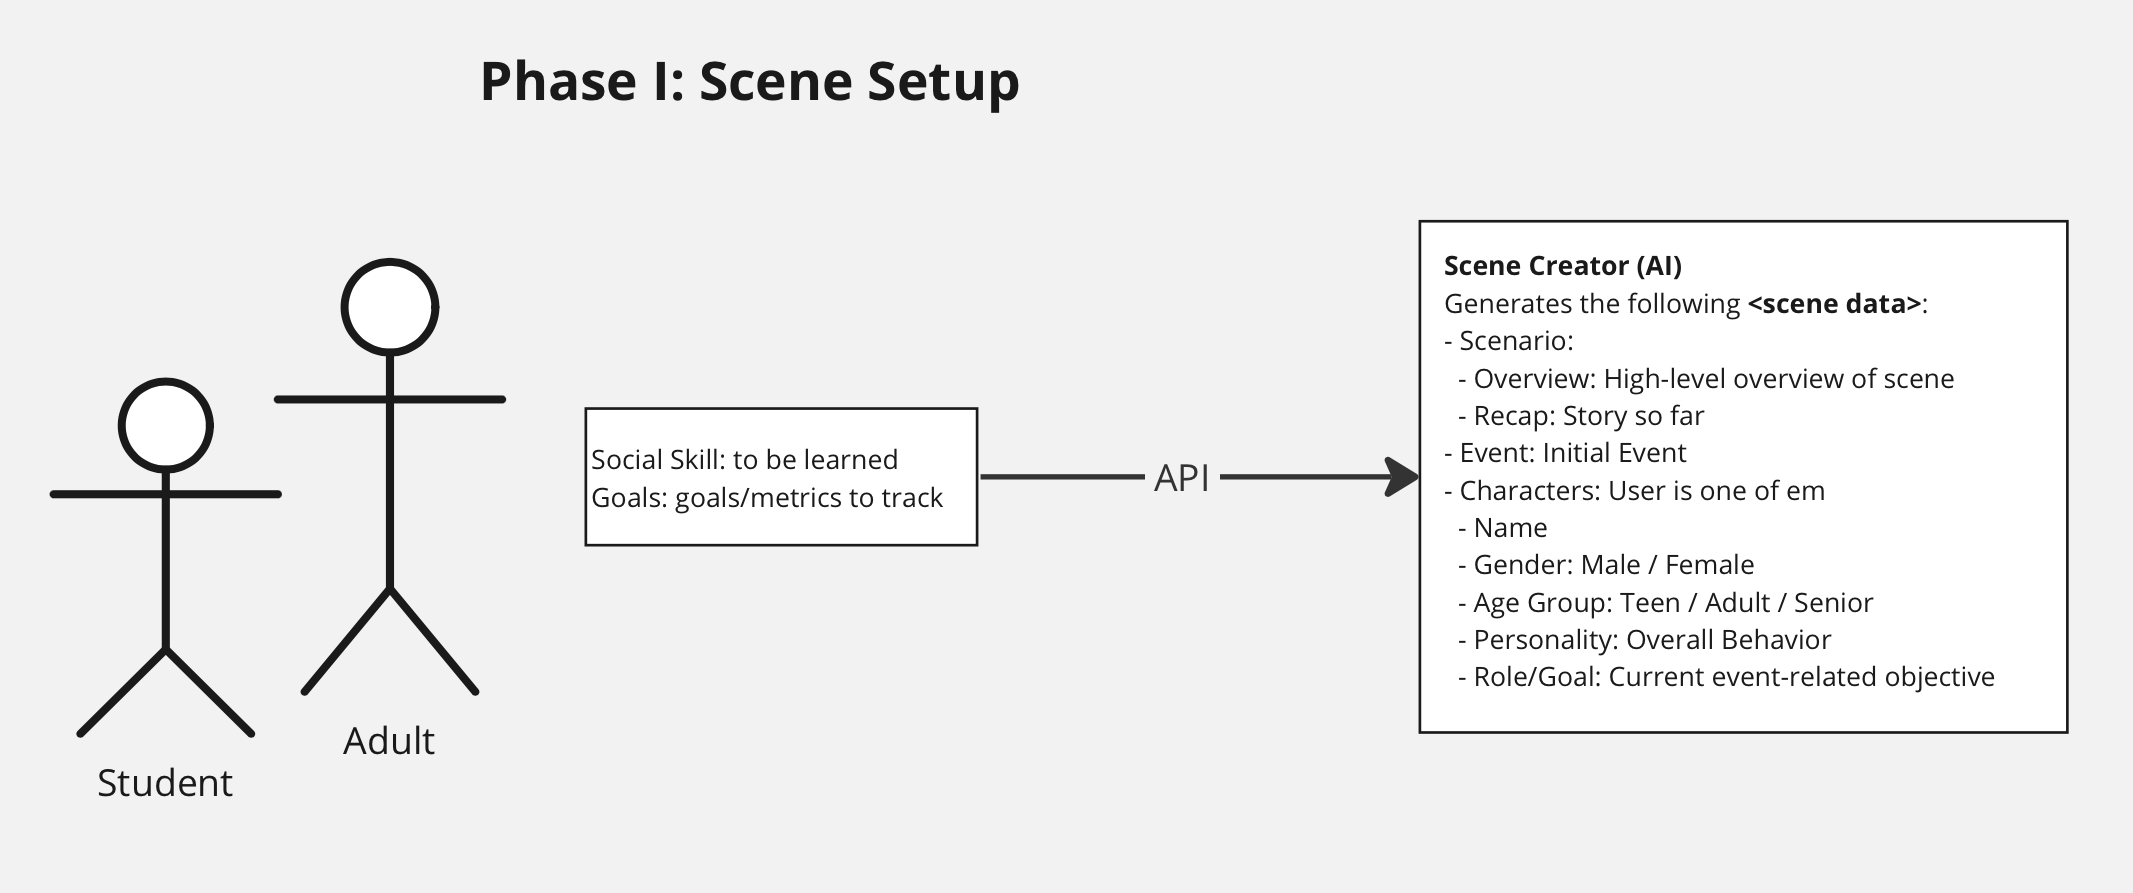 Phase I: Scene Setup
Student
Adult
Social Skill: to be learned
Goals: goals/metrics to track
API
Scene Creator (AI)
Generates the following <scene data>:
- Scenario:
- Overview: High-level overview of scene
- Recap: Story so far
- Event: Initial Event
- Characters: User is one of em
- Name
- Gender: Male / Female
- Age Group: Teen / Adult / Senior
- Personality: Overall Behavior
- Role/Goal: Current event-related objective